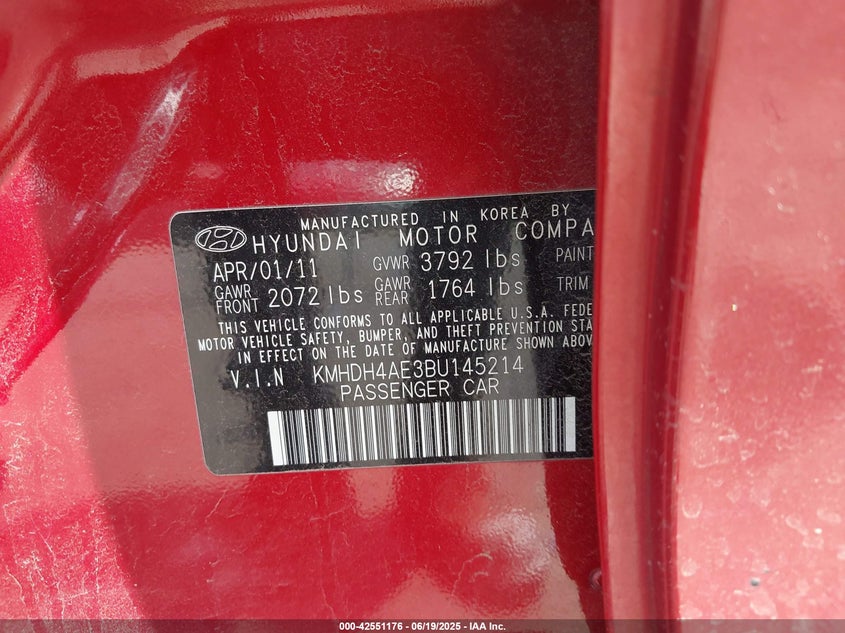 MANUFACTURED IN KOREA BY
HYUNDAI MOTOR COMPA
APR/01/11 GVWR 3792 lbs PAINT
GAWR FRONT 2072 lbs GAWR REAR 1764 lbs TRIM
THIS VEHICLE CONFORMS TO ALL APPLICABLE U.S.A. FEDE
MOTOR VEHICLE SAFETY, BUMPER, AND THEFT PREVENTION STA
IN EFFECT ON THE DATE OF MANUFACTURE SHOWN ABOV
V.I.N KMHDH4AE3BU145214
PASSENGER CAR
000-42551176 - 06/19/2025 - IAA Inc.